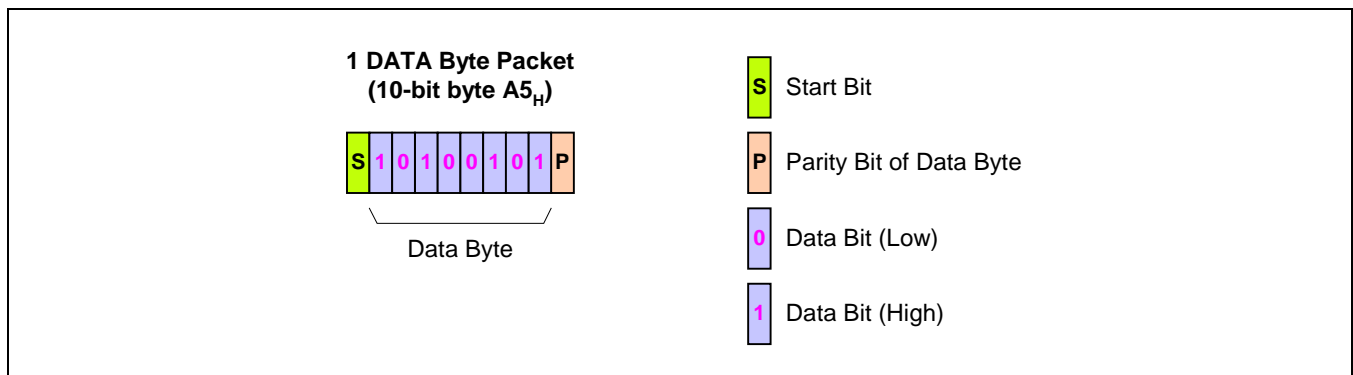 1 DATA Byte Packet
(10-bit byte A5H)
S 1 0 1 0 0 1 0 1 P
Data Byte
S Start Bit
P Parity Bit of Data Byte
0 Data Bit (Low)
1 Data Bit (High)